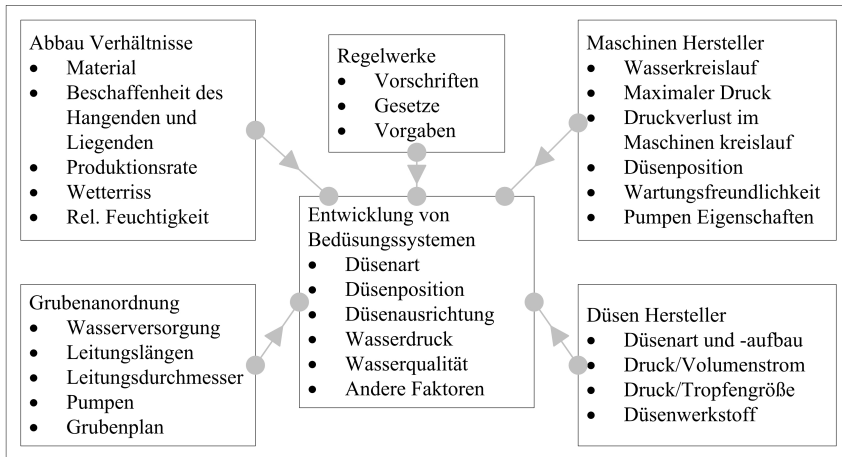 Abbau Verhältnisse
• Material
• Beschaffenheit des
Hangenden und
Liegenden
• Produktionsrate
• Wetterriss
• Rel. Feuchtigkeit
Regelwerke
• Vorschriften
• Gesetze
• Vorgaben
Maschinen Hersteller
• Wasserkreislauf
• Maximaler Druck
• Druckverlust im
Maschinen kreislauf
• Düsenposition
• Wartungsfreundlichkeit
• Pumpen Eigenschaften
Entwicklung von
Bedüsungssystemen
• Düsenart
• Düsenposition
• Düsenausrichtung
• Wasserdruck
• Wasserqualität
• Andere Faktoren
Grubenanordnung
• Wasserversorgung
• Leitungslängen
• Leitungsdurchmesser
• Pumpen
• Grubenplan
Düsen Hersteller
• Düsenart und -aufbau
• Druck/Volumenstrom
• Druck/Tropfengröße
• Düsenwerkstoff